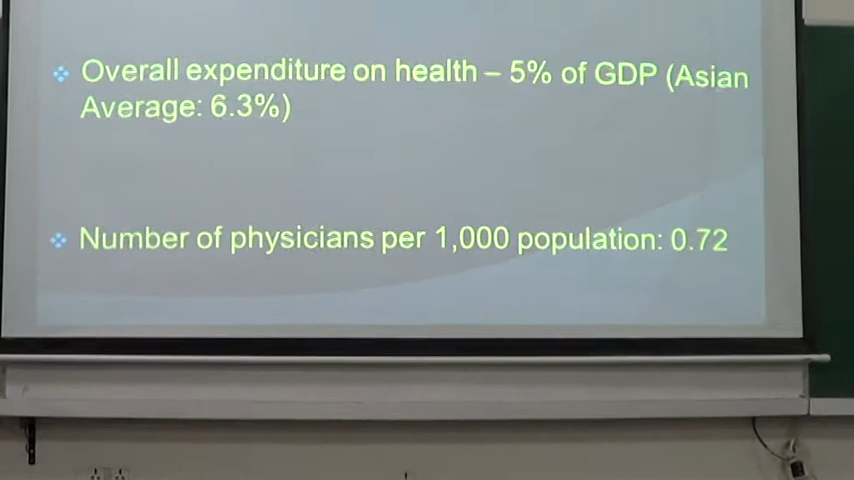 Overall expenditure on health – 5% of GDP (Asian
Average: 6.3%)
Number of physicians per 1,000 population: 0.72